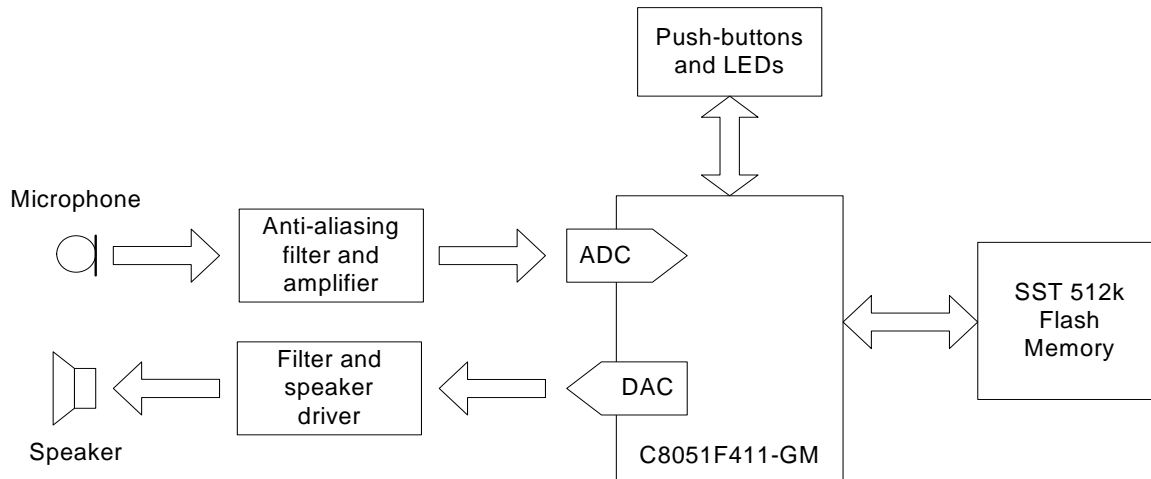 Push-buttons
and LEDs
Microphone
Anti-aliasing
filter and
amplifier
ADC
SST 512k
Flash
Memory
Filter and
speaker
driver
DAC
Speaker
C8051F411-GM